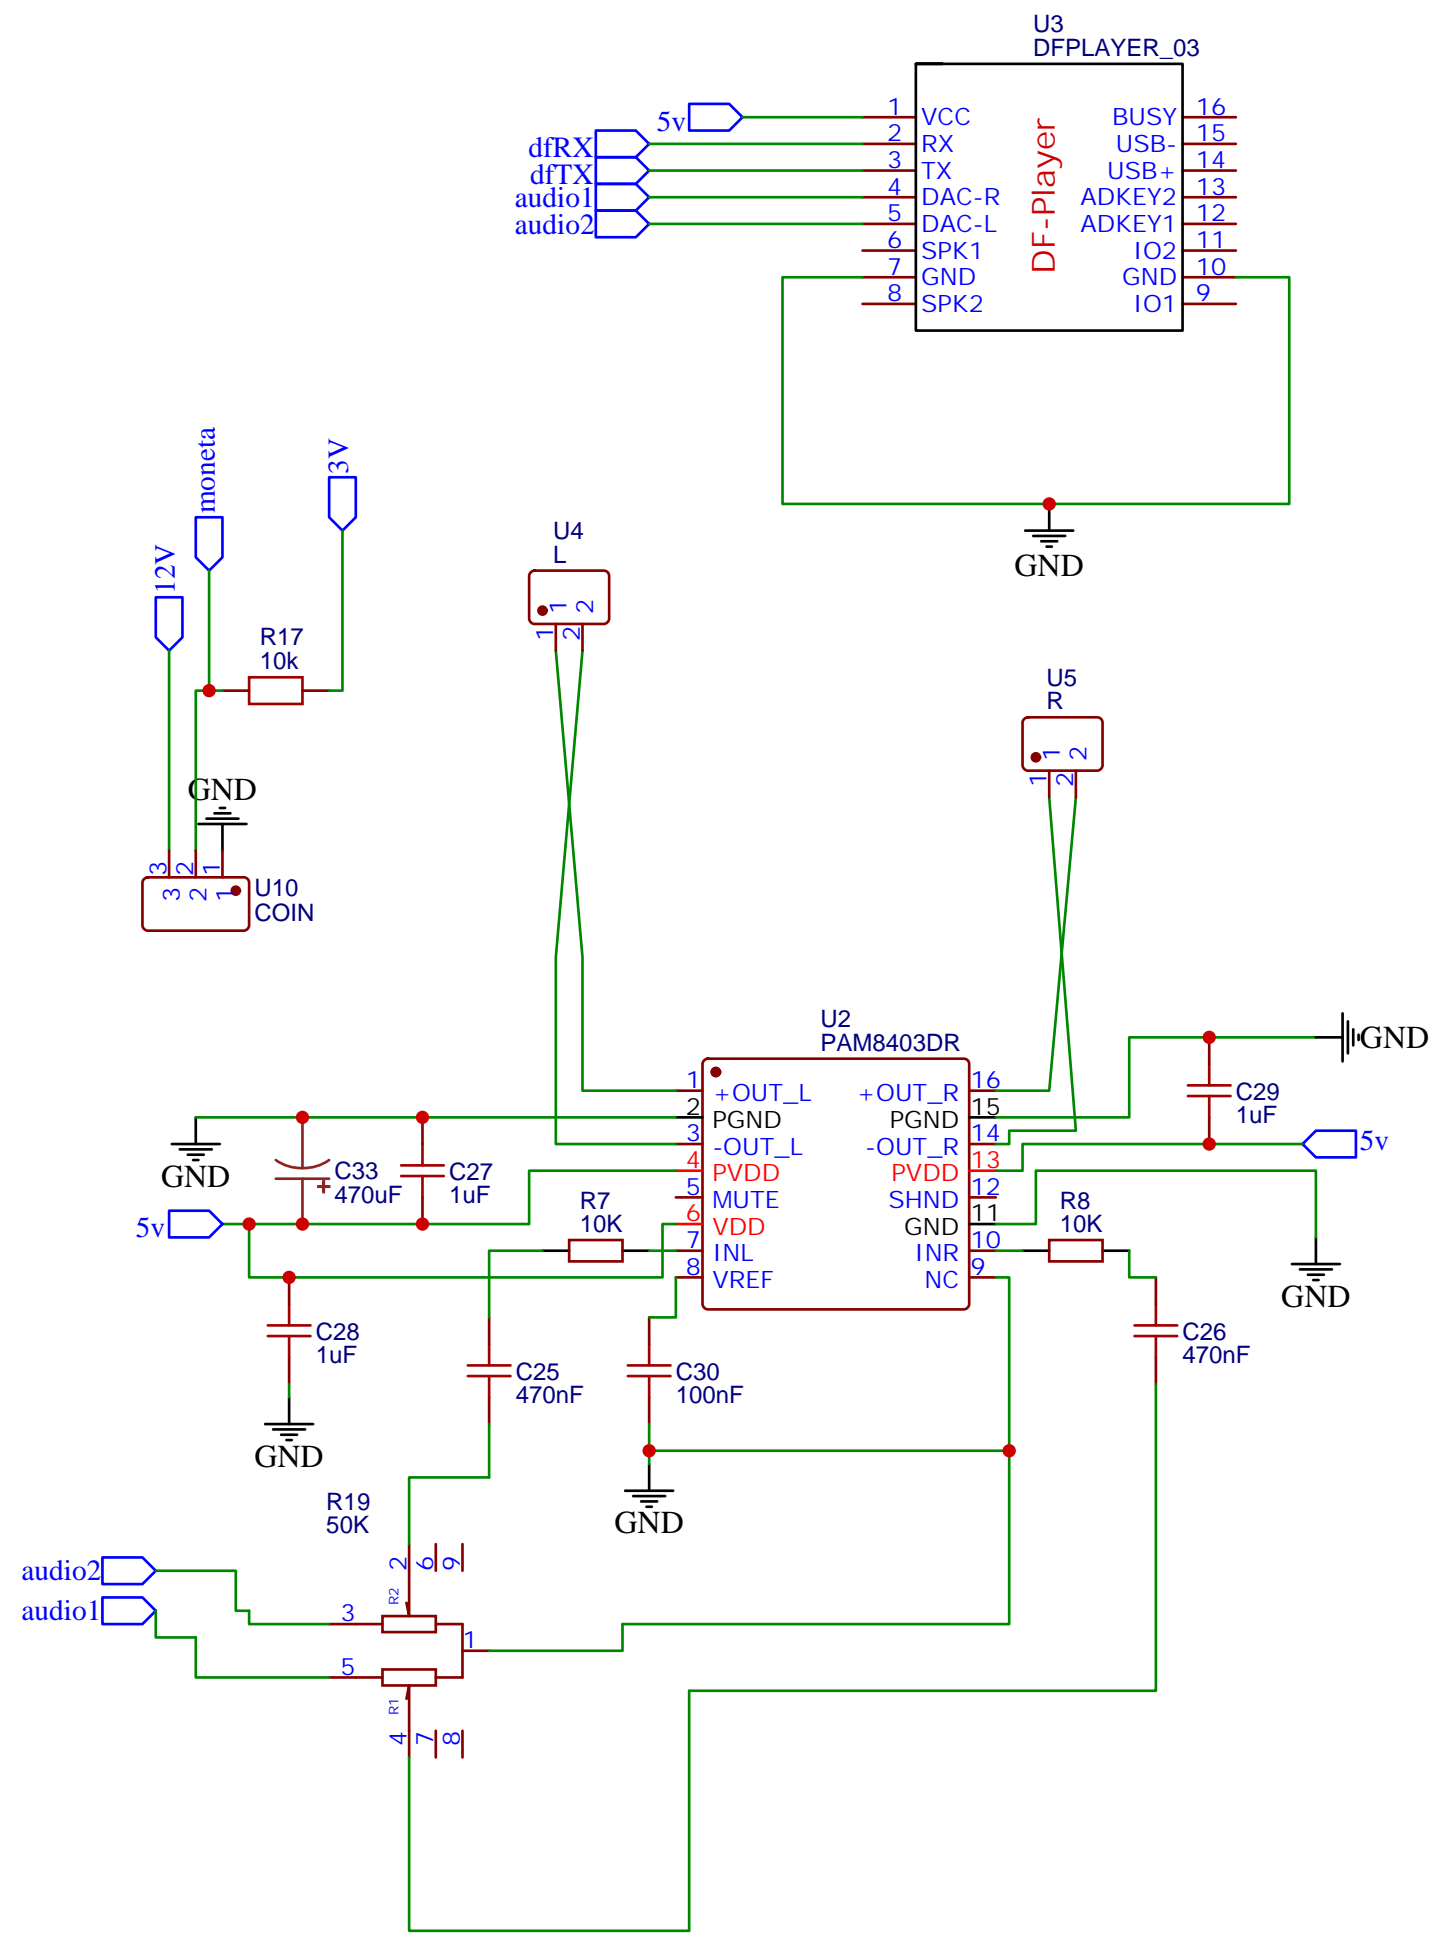 U3
DFPLAYER_03
DF-Player
5v
1 VCC
BUSY 16
dfRX
2 RX
USB- 15
dfTX
3 TX
USB+ 14
audio1
4 DAC-R
ADKEY2 13
audio2
5 DAC-L
ADKEY1 12
6 SPK1
IO2 11
7 GND
GND 10
8 SPK2
IO1 9
GND
12V
moneta
3V
R17
10k
GND
3 2 1
3 2 1
U10
COIN
U4
L
1 2
1 2
U5
R
1 2
1 2
U2
PAM8403DR
1 +OUT_L
+OUT_R 16
2 PGND
PGND 15
3 -OUT_L
-OUT_R 14
4 PVDD
PVDD 13
5 MUTE
SHND 12
6 VDD
GND 11
7 INL
INR 10
8 VREF
NC 9
GND
C29
1uF
5v
GND
C33
470uF
C27
1uF
5v
R7
10K
R8
10K
GND
C28
1uF
GND
C25
470nF
C30
100nF
GND
C26
470nF
R19
50K
2 6 9
audio2
audio1
R2
3
1
5
R1
4 7 8